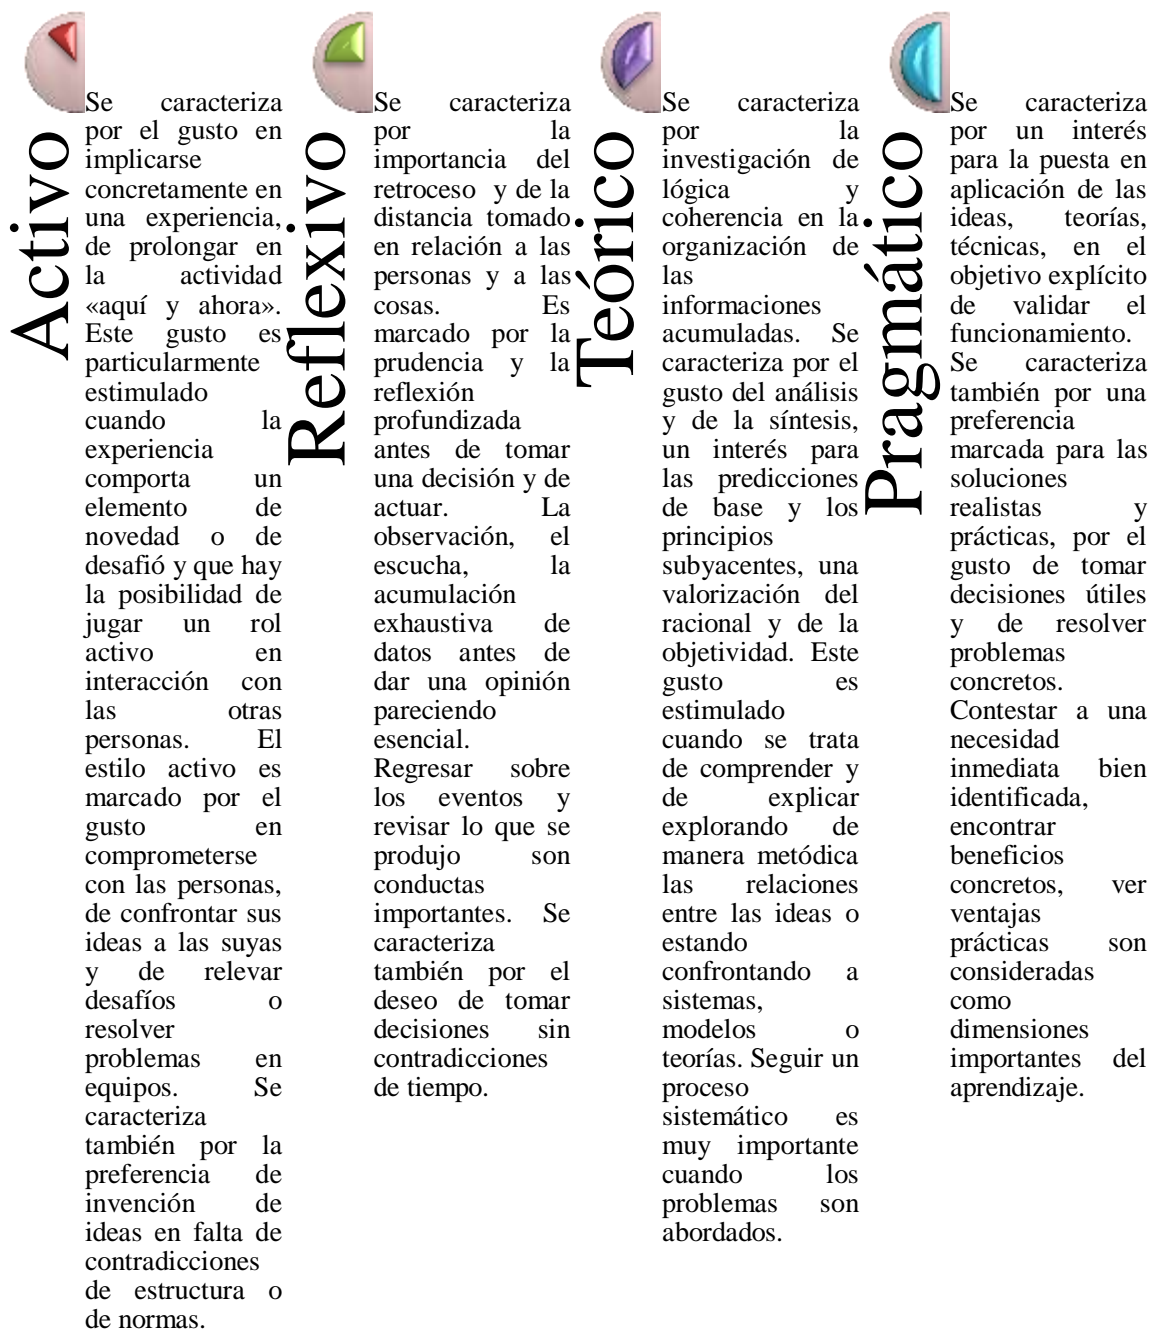 Activo
Se caracteriza
por el gusto en
implicarse
concretamente en
una experiencia,
de prolongar en
la actividad
«aquí y ahora».
Este gusto es
particularmente
estimulado
cuando la
experiencia
comporta un
elemento de
novedad o de
desafió y que hay
la posibilidad de
jugar un rol
activo en
interacción con
las otras
personas. El
estilo activo es
marcado por el
gusto en
comprometerse
con las personas,
de confrontar sus
ideas a las suyas
y de relevar
desafíos o
resolver
problemas en
equipos. Se
caracteriza
también por la
preferencia de
invención de
ideas en falta de
contradicciones
de estructura o
de normas.
Reflexivo
Se caracteriza
por la
importancia del
retroceso y de la
distancia tomado
en relación a las
personas y a las
cosas. Es
marcado por la
prudencia y la
reflexión
profundizada
antes de tomar
una decisión y de
actuar. La
observación, el
escucha, la
acumulación
exhaustiva de
datos antes de
dar una opinión
pareciendo
esencial.
Regresar sobre
los eventos y
revisar lo que se
produjo son
conductas
importantes. Se
caracteriza
también por el
deseo de tomar
decisiones sin
contradicciones
de tiempo.
Teórico
Se caracteriza
por la
investigación de
lógica y
coherencia en la
organización de
las
informaciones
acumuladas. Se
caracteriza por el
gusto del análisis
y de la síntesis,
un interés para
las predicciones
de base y los
principios
subyacentes, una
valorización del
racional y de la
objetividad. Este
gusto es
estimulado
cuando se trata
de comprender y
de explicar
explorando de
manera metódica
las relaciones
entre las ideas o
estando
confrontando a
sistemas,
modelos o
teorías. Seguir un
proceso
sistemático es
muy importante
cuando los
problemas son
abordados.
Pragmático
Se caracteriza
por un interés
para la puesta en
aplicación de las
ideas, teorías,
técnicas, en el
objetivo explícito
de validar el
funcionamiento.
Se caracteriza
también por una
preferencia
marcada para las
soluciones
realistas y
prácticas, por el
gusto de tomar
decisiones útiles
y de resolver
problemas
concretos.
Contestar a una
necesidad
inmediata bien
identificada,
encontrar
beneficios
concretos, ver
ventajas
prácticas son
consideradas
como
dimensiones
importantes del
aprendizaje.